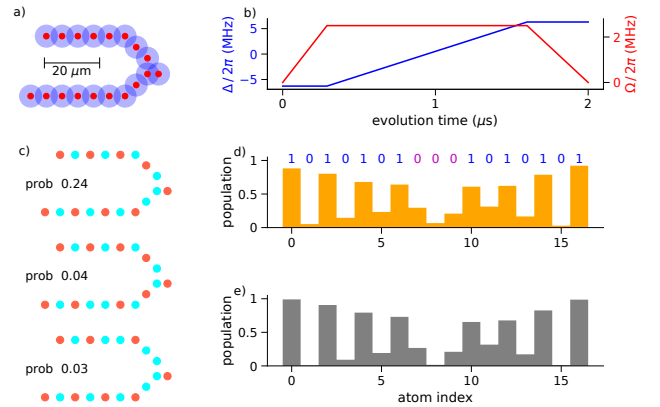 a)
20 μm
b)
Δ/2π (MHz)
5
0
−5
Ω/2π (MHz)
2
0
0
1
2
evolution time (μs)
c)
prob 0.24
prob 0.04
prob 0.03
d)
1 0 1 0 1 0 1 0 0 0 1 0 1 0 1 0 1
population
1
0.5
0
0
5
10
15
e)
population
1
0.5
0
0
5
10
15
atom index